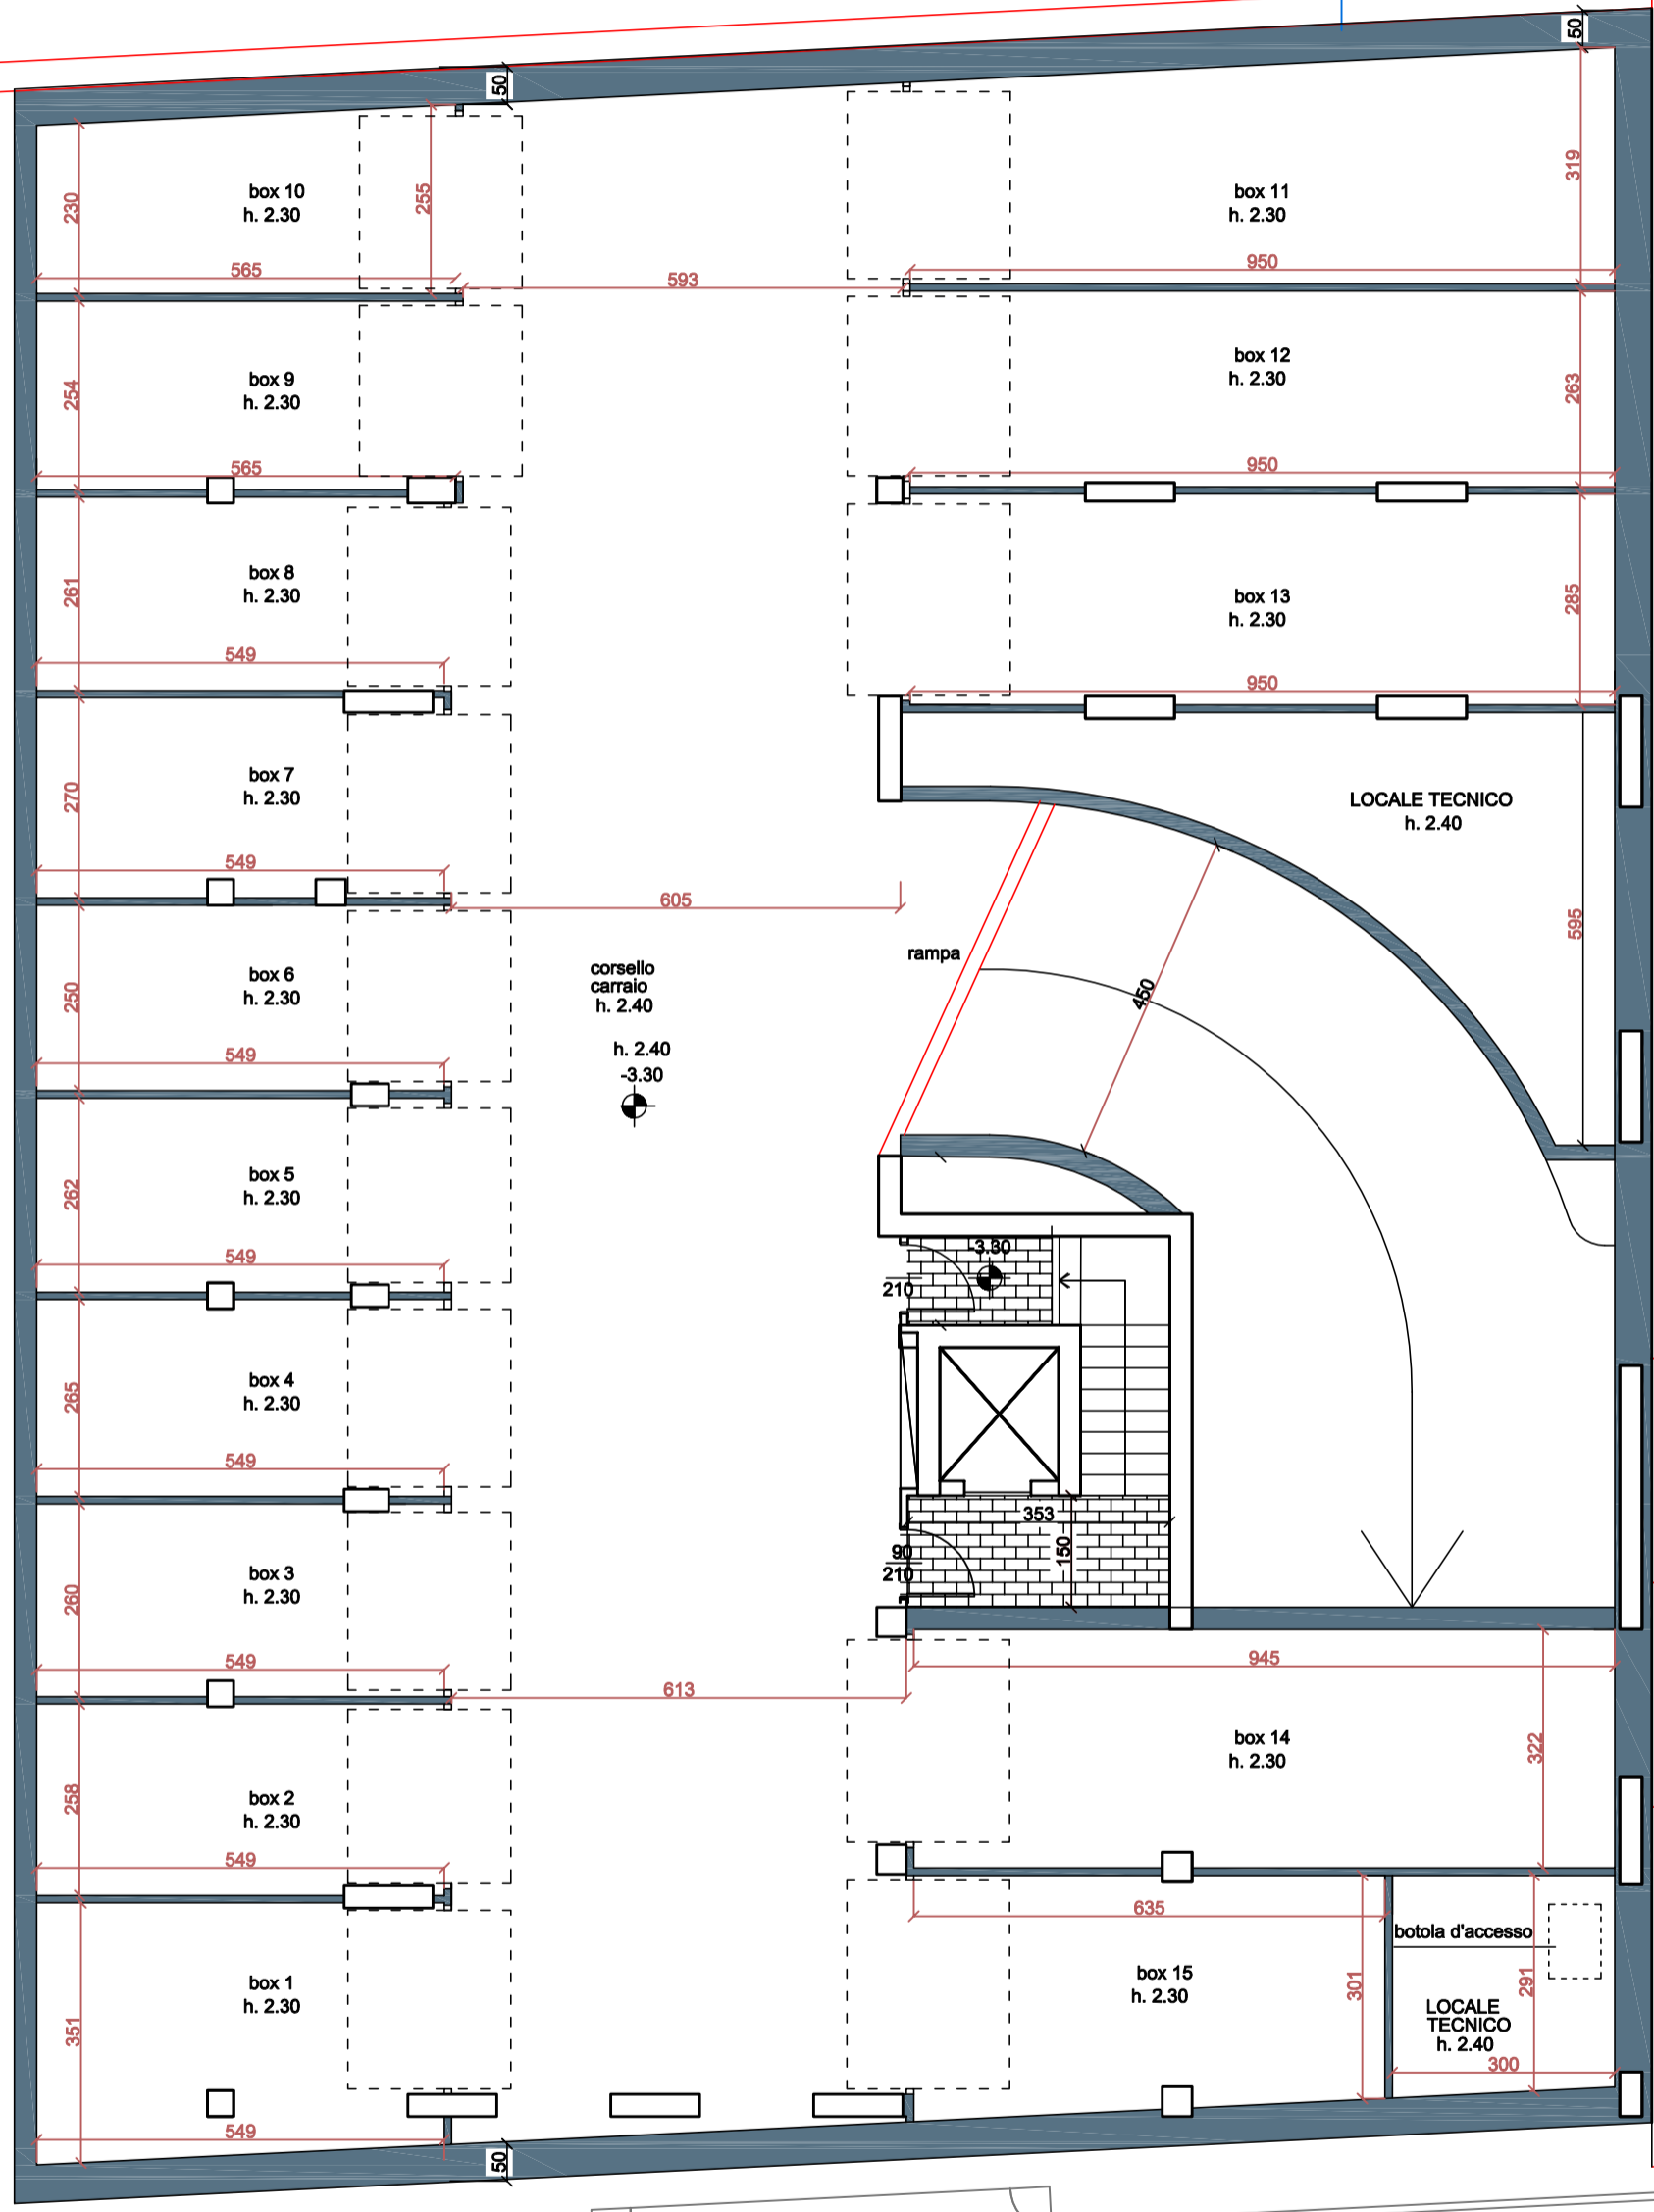 50
50
230
box 10
h. 2.30
255
565
593
box 11
h. 2.30
319
950
254
box 9
h. 2.30
565
box 12
h. 2.30
263
950
261
box 8
h. 2.30
549
box 13
h. 2.30
285
950
270
box 7
h. 2.30
549
605
LOCALE TECNICO
h. 2.40
595
rampa
450
250
box 6
h. 2.30
549
corsello
carraio
h. 2.40
h. 2.40
-3.30
262
box 5
h. 2.30
549
-3.30
210
265
box 4
h. 2.30
549
353
150
90
210
260
box 3
h. 2.30
549
613
945
258
box 2
h. 2.30
549
box 14
h. 2.30
322
635
351
box 1
h. 2.30
549
50
box 15
h. 2.30
301
botola d'accesso
291
LOCALE
TECNICO
h. 2.40
300